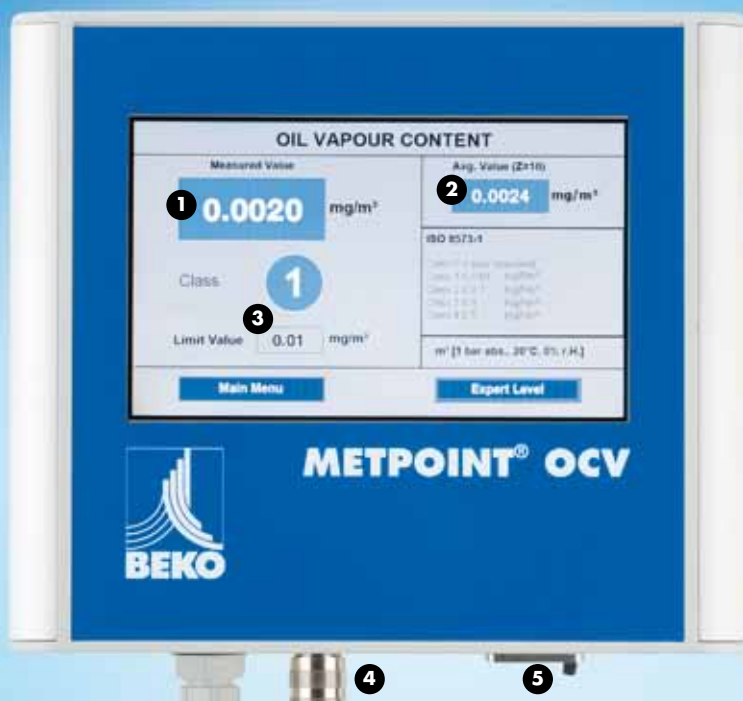 OIL VAPOUR CONTENT
Measured Value
1
0.0020 mg/m³
Class 1
3
Limit Value 0.01 mg/m³
Main Menu
Avg. Value (Z=10)
2
0.0024 mg/m³
ISO 8573-1
m³ [1 bar abs., 20°C, 0% r.H.]
Expert Level
METPOINT® OCV
BEKO
4
5